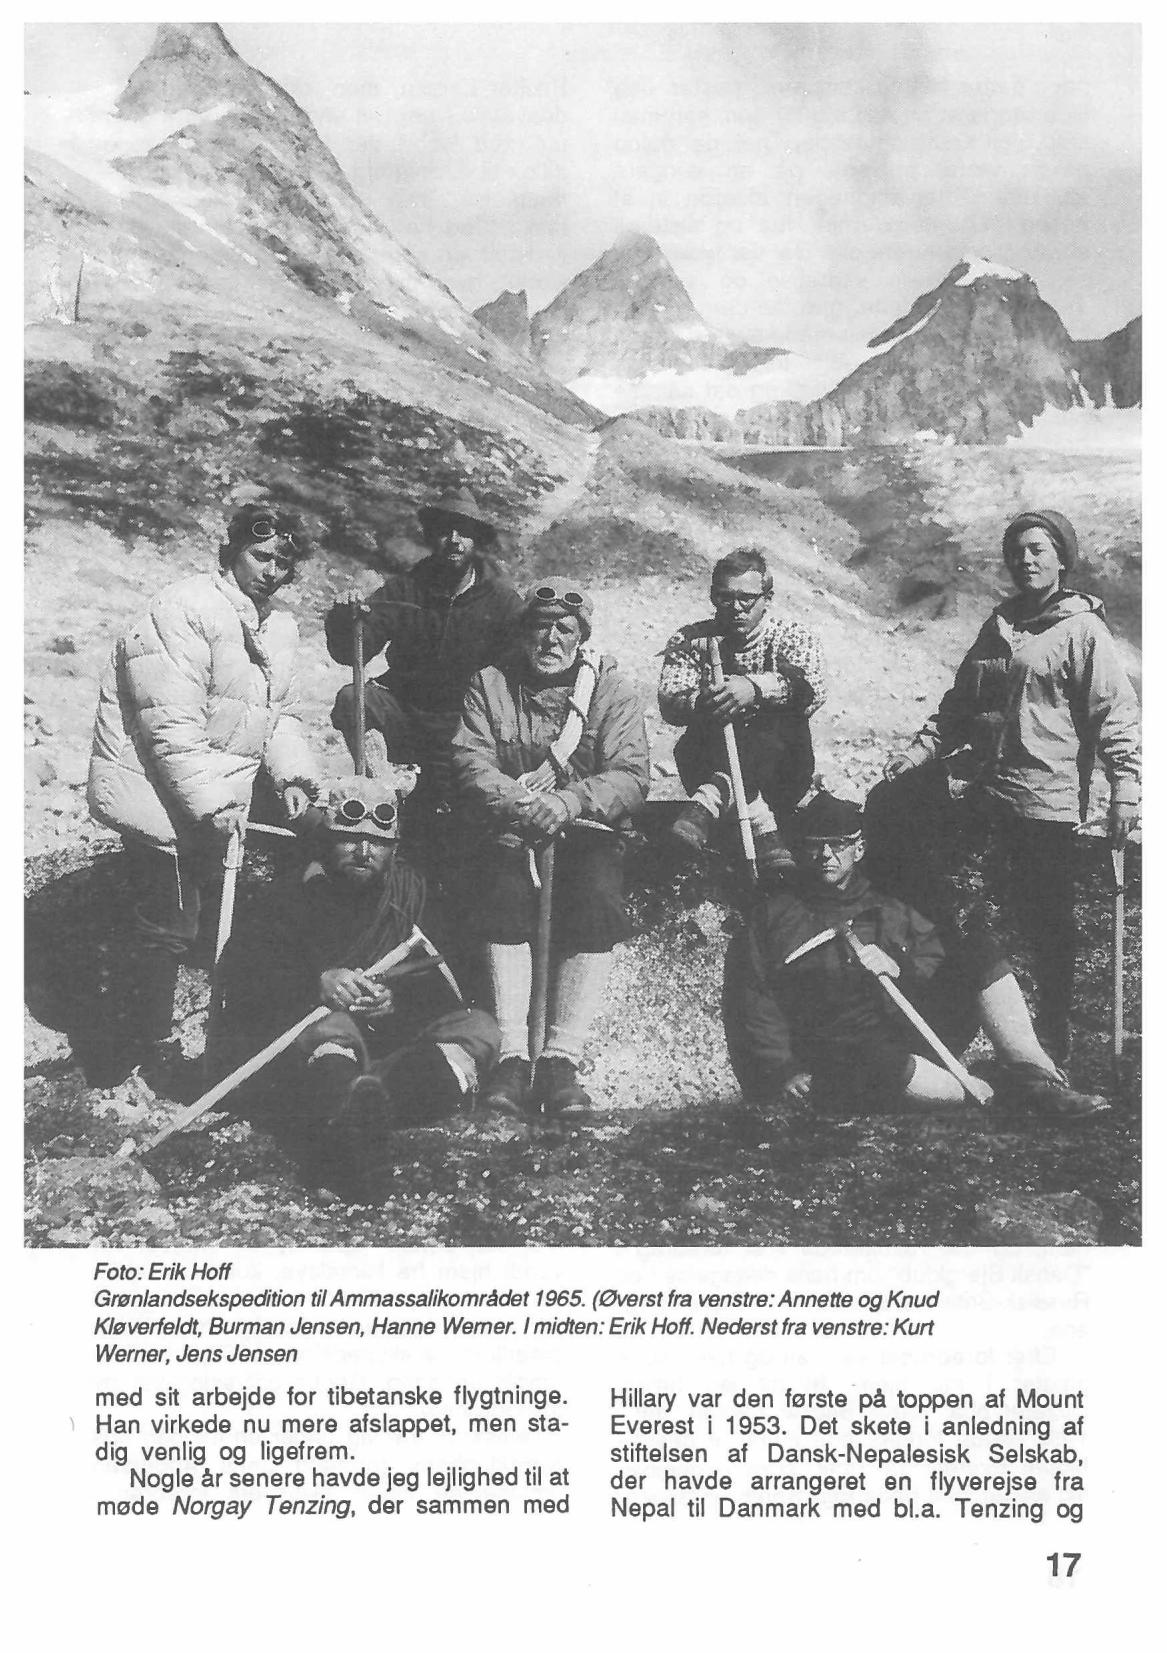 Foto: Erik Hoff
Grønlandsekspedition til Ammassalikområdet 1965. (Øverst fra venstre: Annette og Knud
Kløverfeldt, Burman Jensen, Hanne Werner. I midten: Erik Hoff. Nederst fra venstre: Kurt
Werner, Jens Jensen
med sit arbejde for tibetanske flygtninge.
Han virkede nu mere afslappet, men sta-
dig venlig og ligefrem.
Nogle år senere havde jeg lejlighed til at
møde Norgay Tenzing, der sammen med
Hillary var den første på toppen af Mount
Everest i 1953. Det skete i anledning af
stiftelsen af Dansk-Nepalesisk Selskab,
der havde arrangeret en flyverejse fra
Nepal til Danmark med bl.a. Tenzing og
17